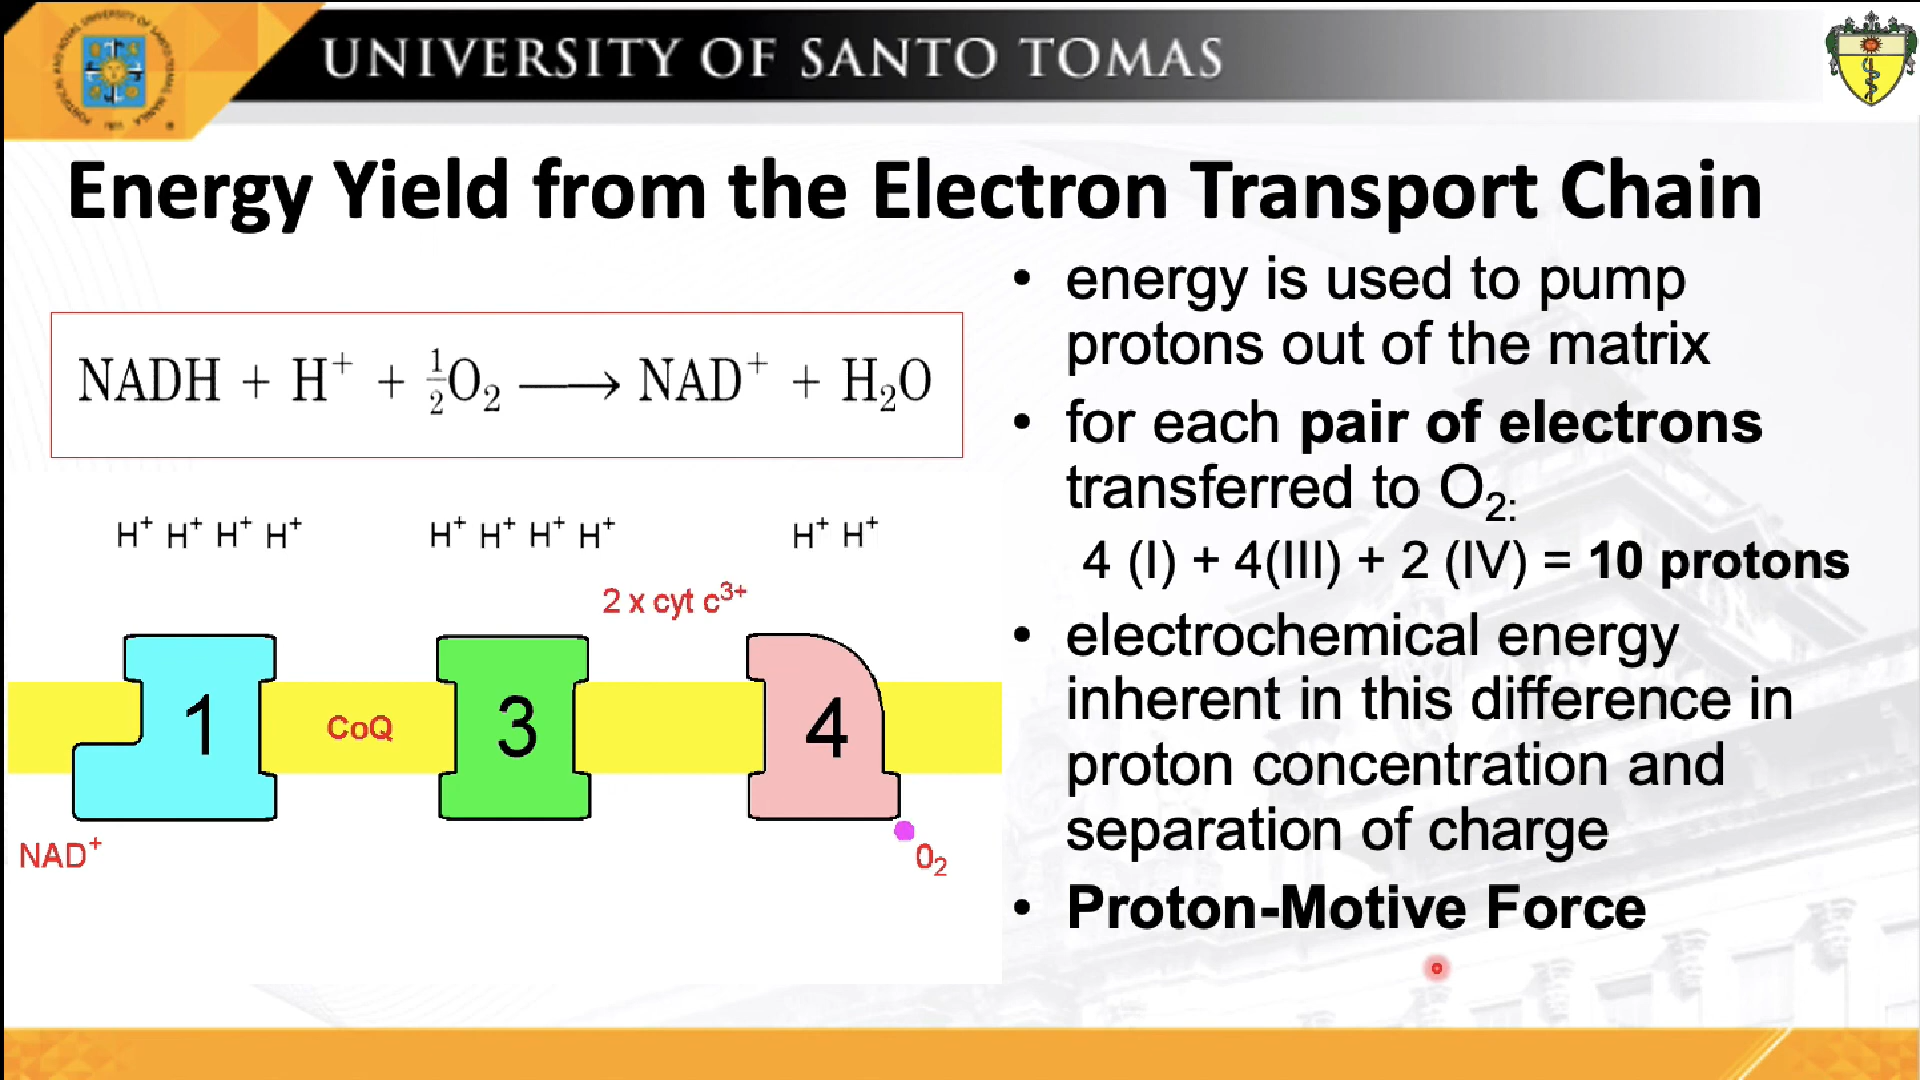 UNIVERSITY OF SANTO TOMAS
Energy Yield from the Electron Transport Chain
NADH + H⁺ + ½O₂ ⟶ NAD⁺ + H₂O
H⁺ H⁺ H⁺ H⁺ H⁺ H⁺ H⁺ H⁺ H⁺ H⁺
2 x cyt c³⁺
1 CoQ 3 4
NAD⁺ O₂
• energy is used to pump
protons out of the matrix
• for each pair of electrons
transferred to O₂:
4 (I) + 4(III) + 2 (IV) = 10 protons
• electrochemical energy
inherent in this difference in
proton concentration and
separation of charge
• Proton-Motive Force